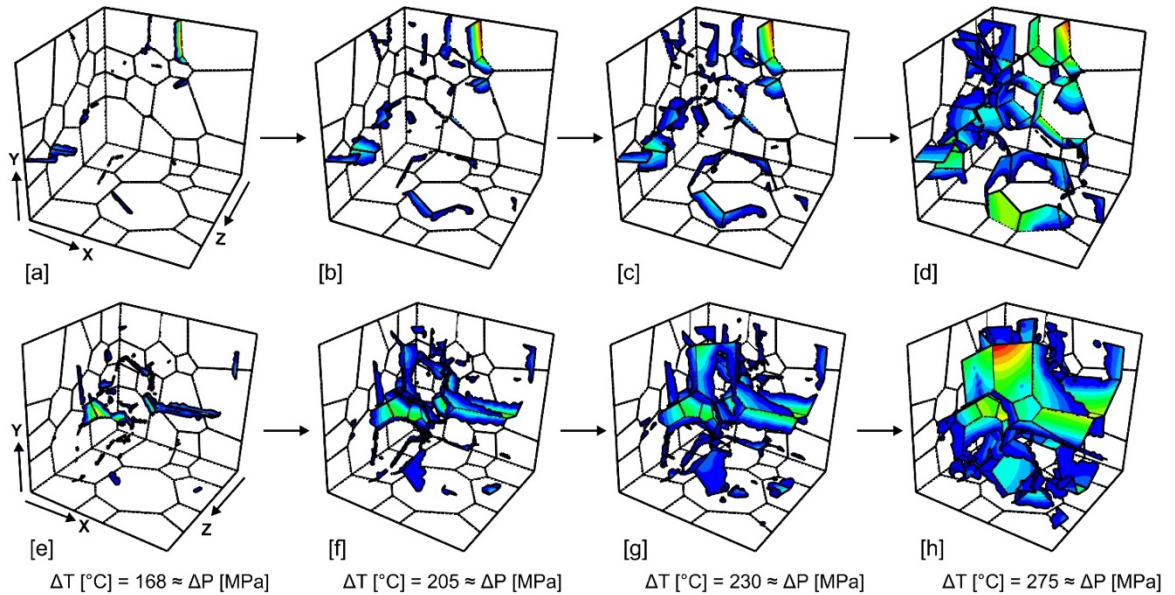 Y
X
Z
[a]
[b]
[c]
[d]
Y
X
Z
[e]
[f]
[g]
[h]
ΔT [°C] = 168 ≈ ΔP [MPa]
ΔT [°C] = 205 ≈ ΔP [MPa]
ΔT [°C] = 230 ≈ ΔP [MPa]
ΔT [°C] = 275 ≈ ΔP [MPa]